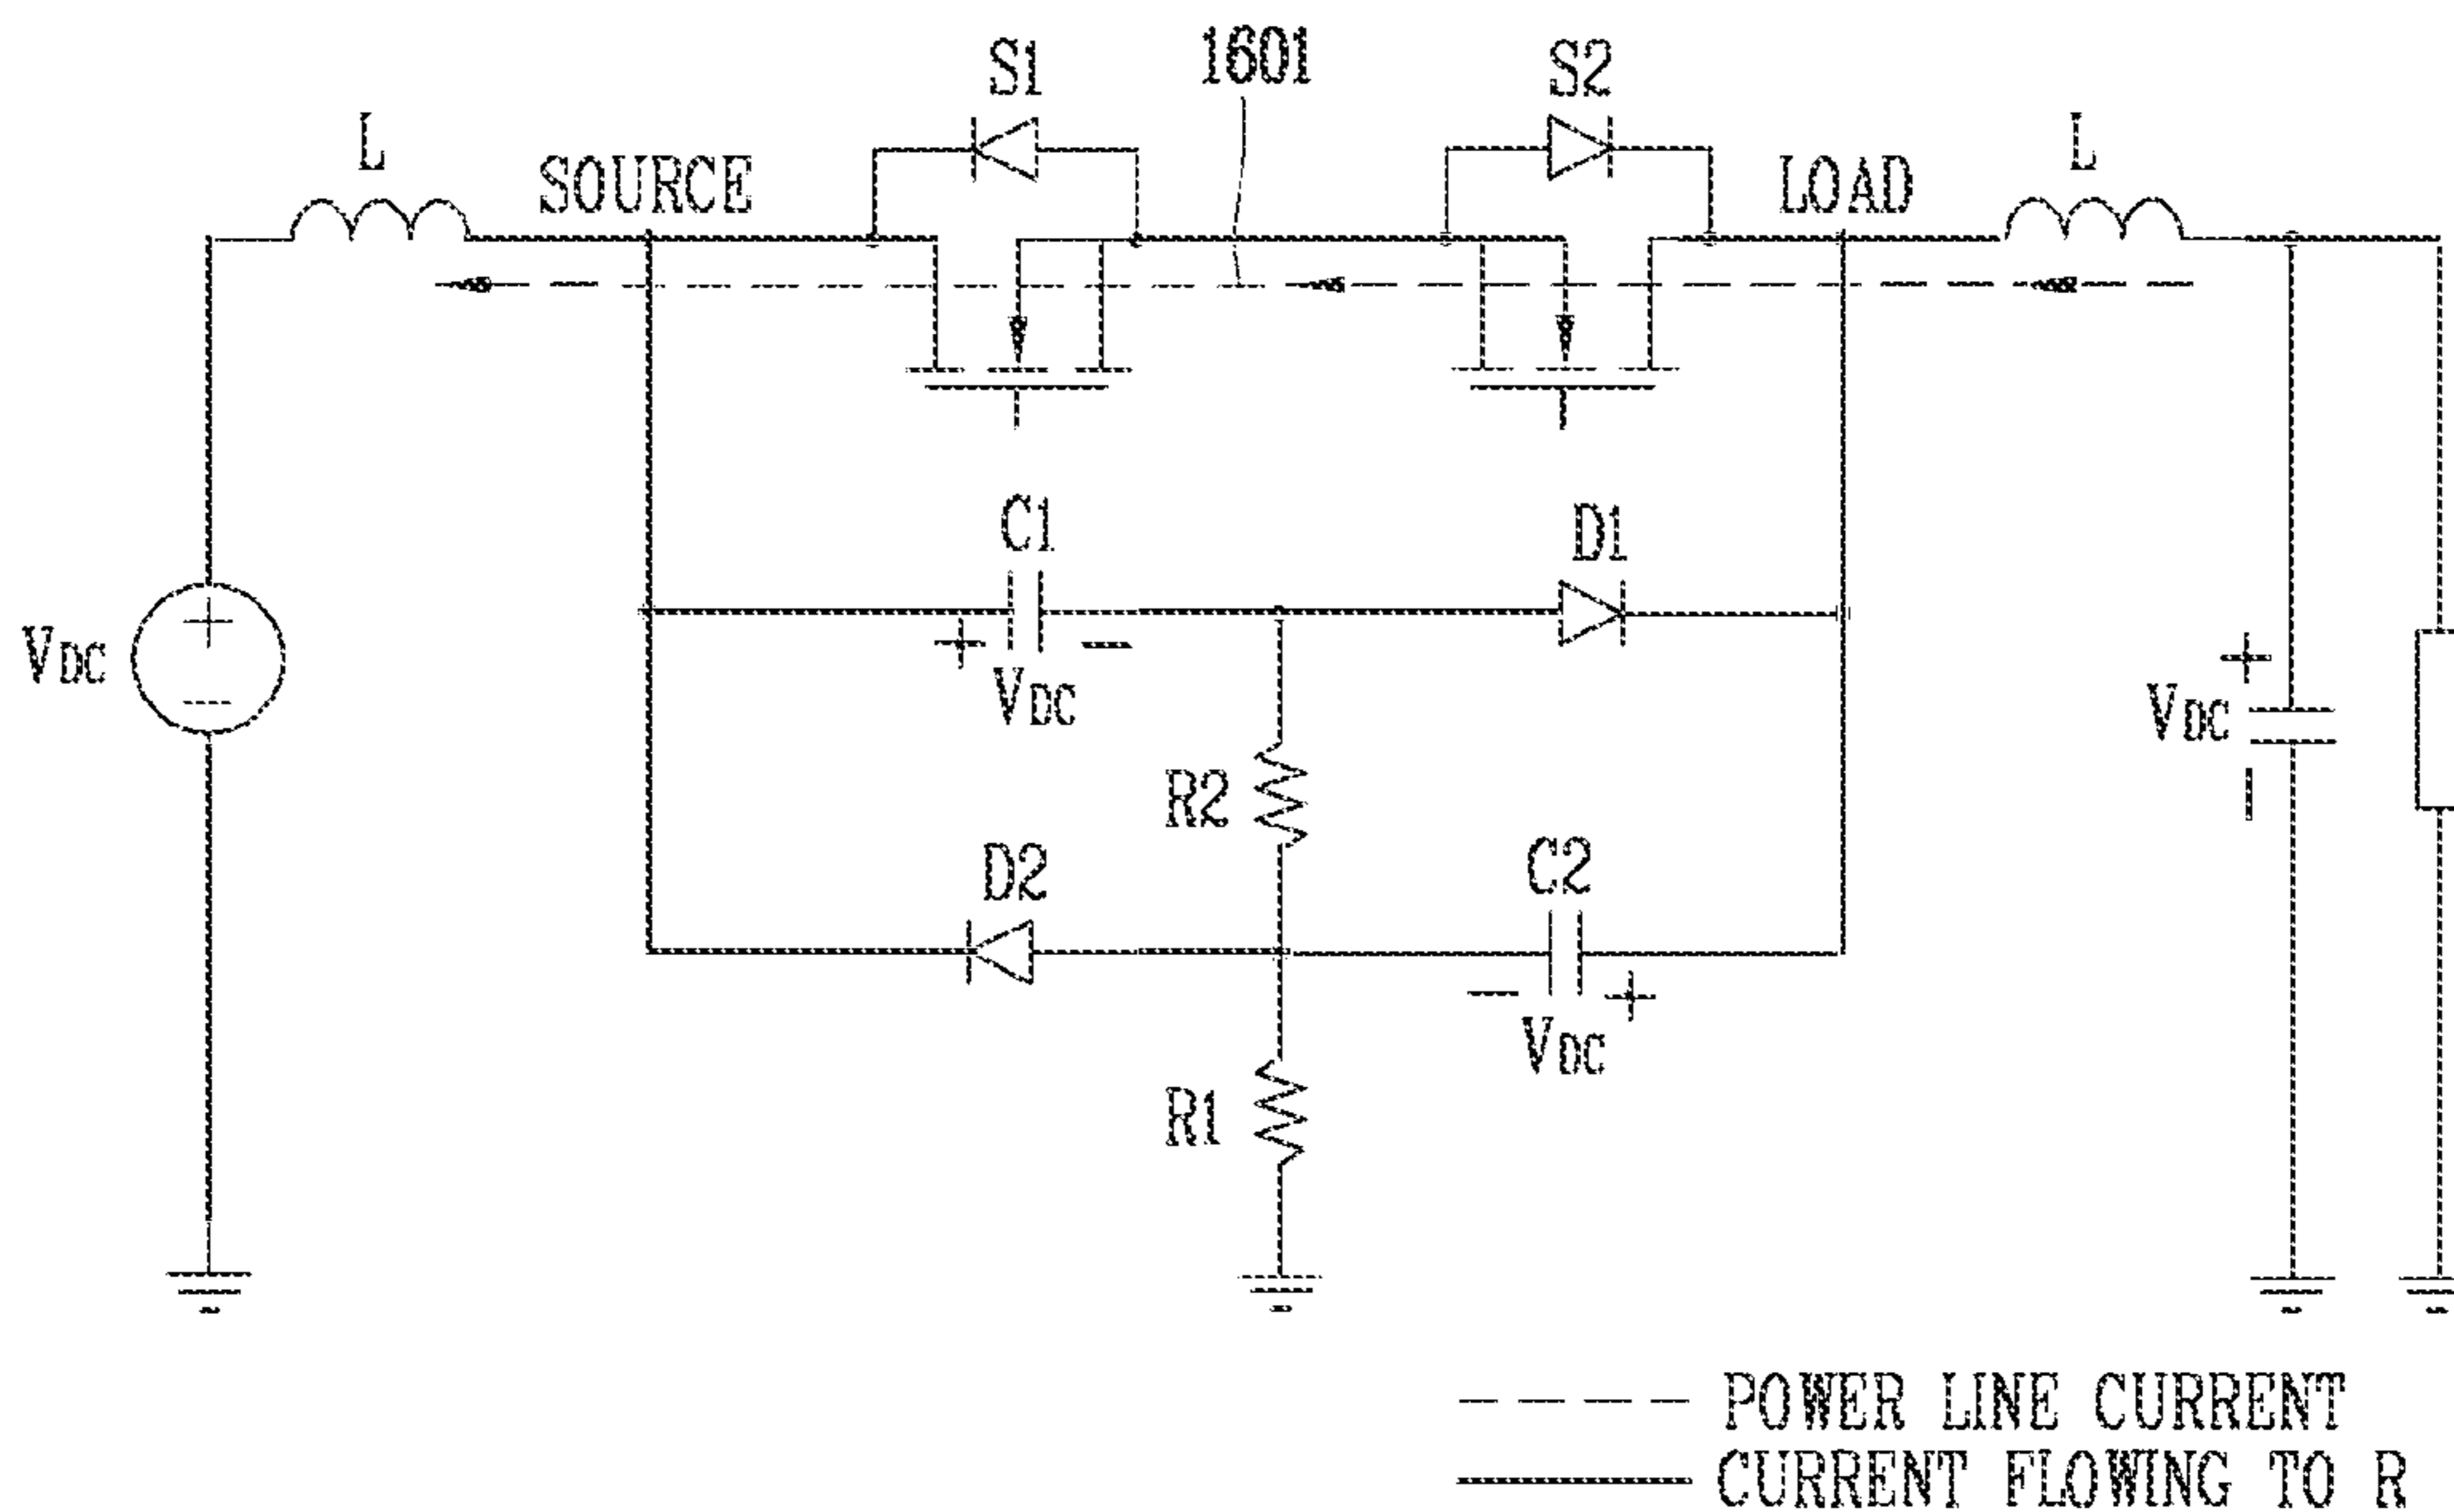 S1
1601
S2
L
SOURCE
LOAD
L
C1
D1
VDC
+
−
+ −
VDC
+
VDC
−
R2
D2
C2
− +
VDC
R1
POWER LINE CURRENT
CURRENT FLOWING TO R